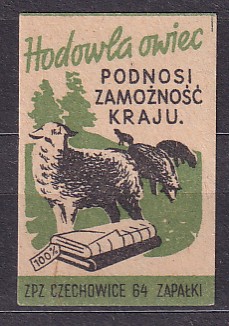 Hodowla owiec
PODNOSI
ZAMOŻNOŚĆ
KRAJU.
100%
ZPZ CZECHOWICE 64 ZAPAŁKI